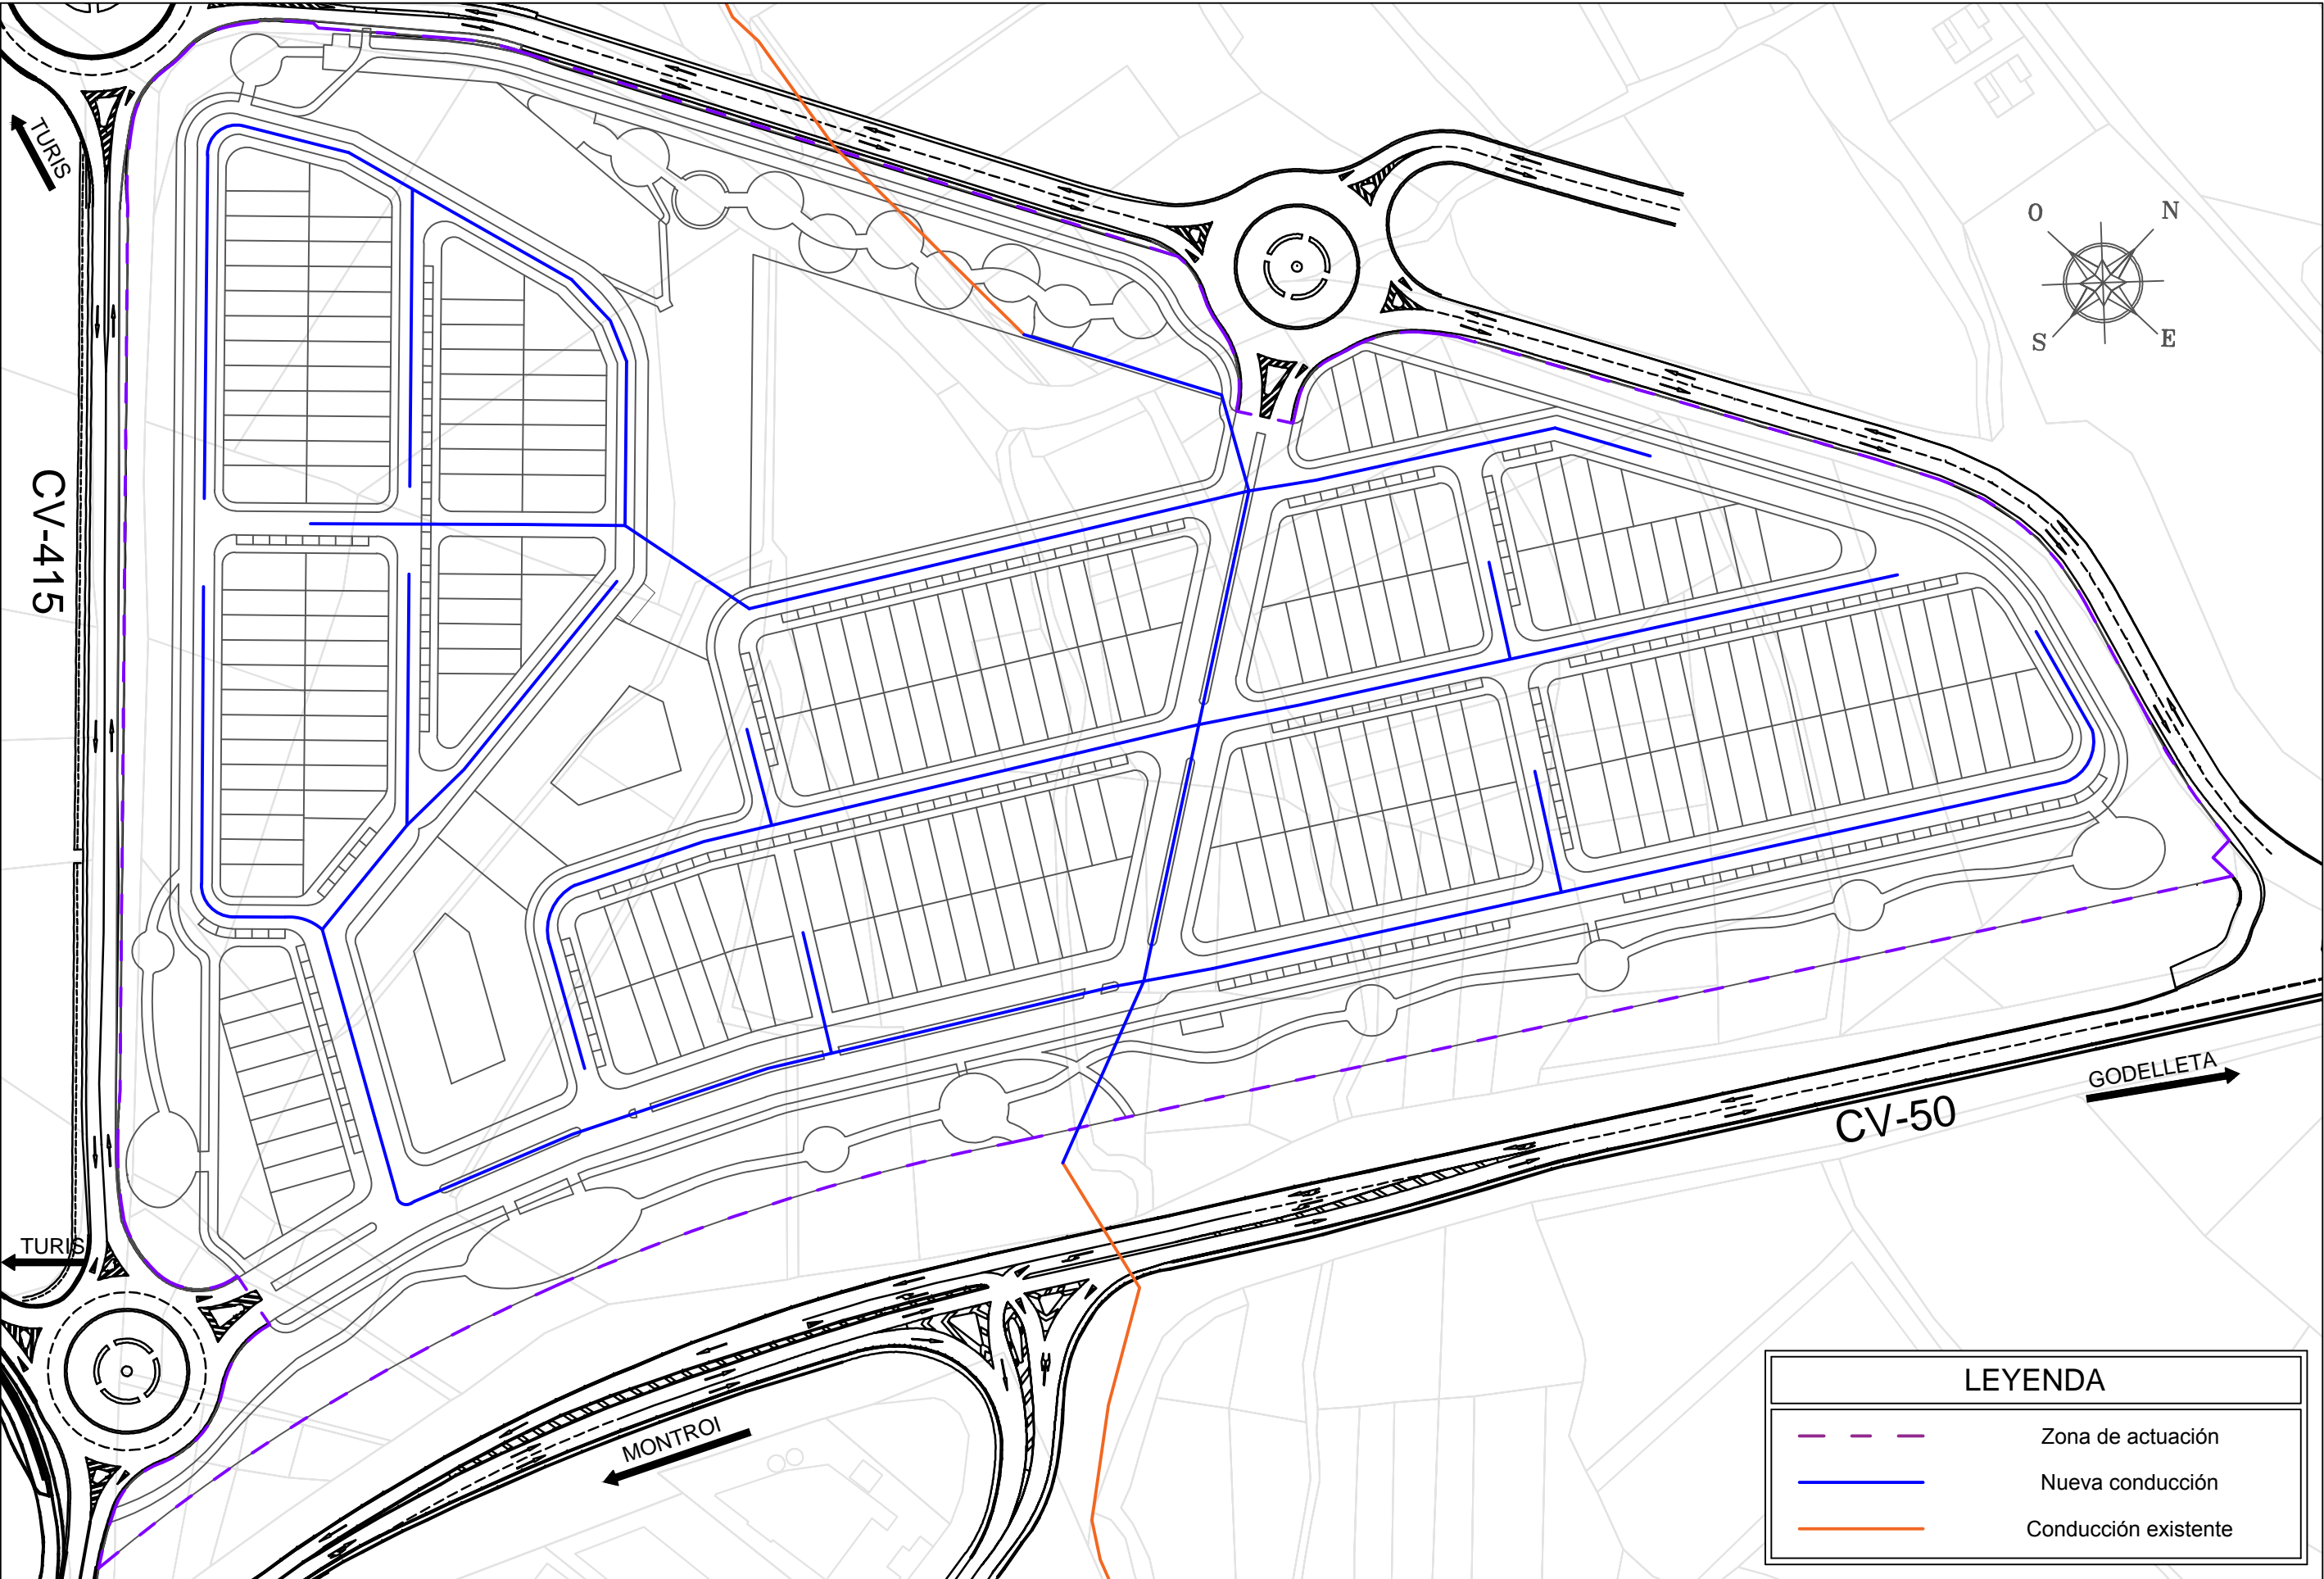 TURIS
O
N
S
E
CV-415
GODELLETA
CV-50
TURIS
MONTROI
LEYENDA
Zona de actuación
Nueva conducción
Conducción existente